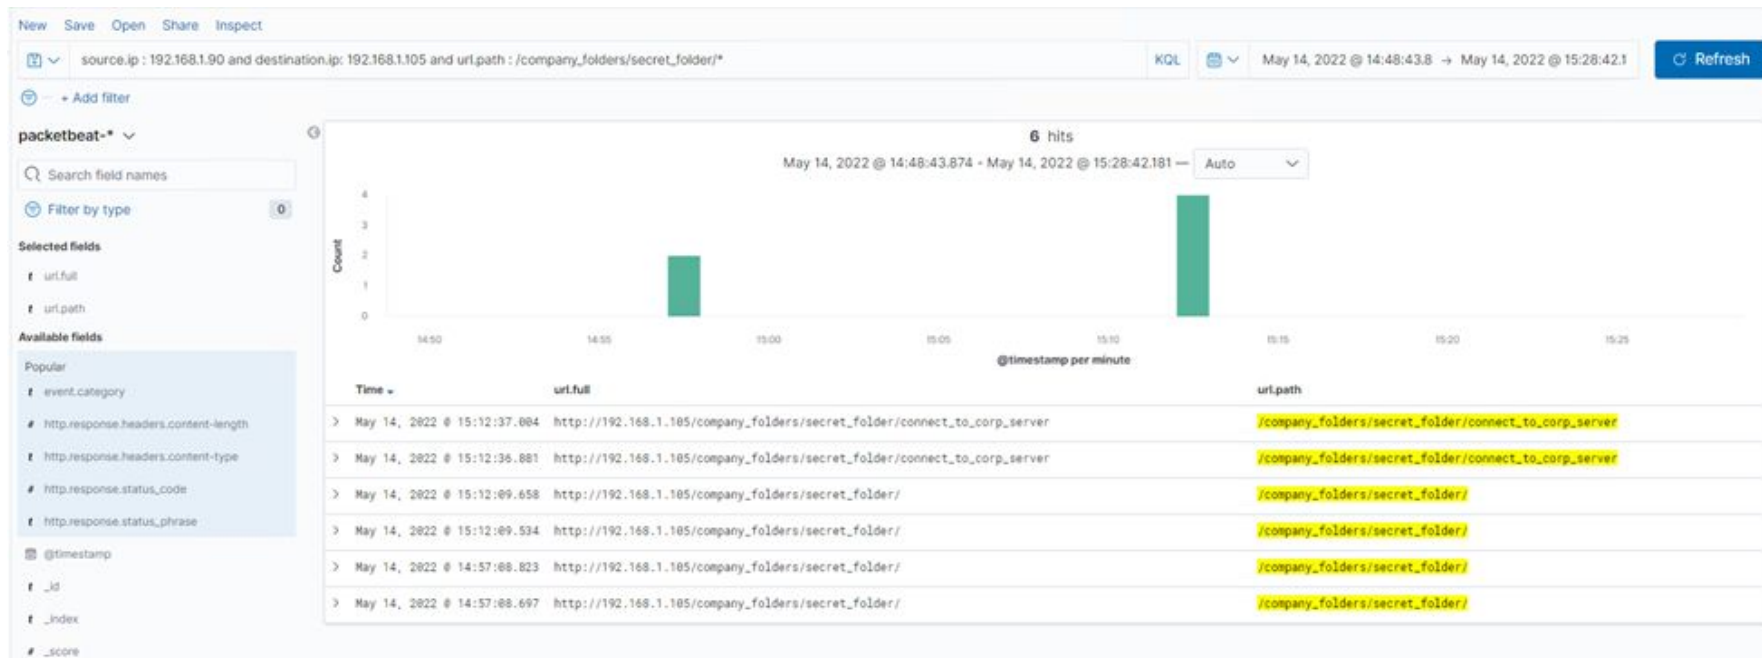 New Save Open Share Inspect
source.ip : 192.168.1.90 and destination.ip: 192.168.1.105 and url.path : /company_folders/secret_folder/* KQL May 14, 2022 @ 14:48:43.8 → May 14, 2022 @ 15:28:42.1 Refresh
+ Add filter
packetbeat-*
6 hits
May 14, 2022 @ 14:48:43.874 - May 14, 2022 @ 15:28:42.181 — Auto
Search field names
Filter by type 0
Selected fields
t url.full
t url.path
Available fields
Popular
t event.category
# http.response.headers.content-length
t http.response.headers.content-type
# http.response.status_code
t http.response.status_phrase
@timestamp
t _id
t _index
# _score
Count
4
3
2
1
0
14:50 14:55 15:00 15:05 15:10 15:15 15:20 15:25
@timestamp per minute
Time url.full url.path
> May 14, 2022 @ 15:12:37.004 http://192.168.1.105/company_folders/secret_folder/connect_to_corp_server /company_folders/secret_folder/connect_to_corp_server
> May 14, 2022 @ 15:12:36.881 http://192.168.1.105/company_folders/secret_folder/connect_to_corp_server /company_folders/secret_folder/connect_to_corp_server
> May 14, 2022 @ 15:12:09.658 http://192.168.1.105/company_folders/secret_folder/ /company_folders/secret_folder/
> May 14, 2022 @ 15:12:09.534 http://192.168.1.105/company_folders/secret_folder/ /company_folders/secret_folder/
> May 14, 2022 @ 14:57:08.823 http://192.168.1.105/company_folders/secret_folder/ /company_folders/secret_folder/
> May 14, 2022 @ 14:57:08.697 http://192.168.1.105/company_folders/secret_folder/ /company_folders/secret_folder/